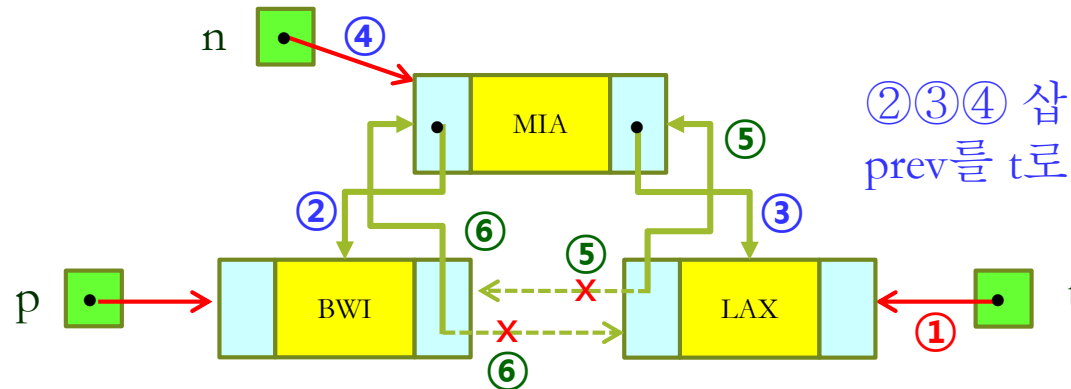 n
④
MIA
②③④ 삽
prev를 t로
⑤
②
③
⑥
⑤
p
BWI
X
LAX
X
①
⑥